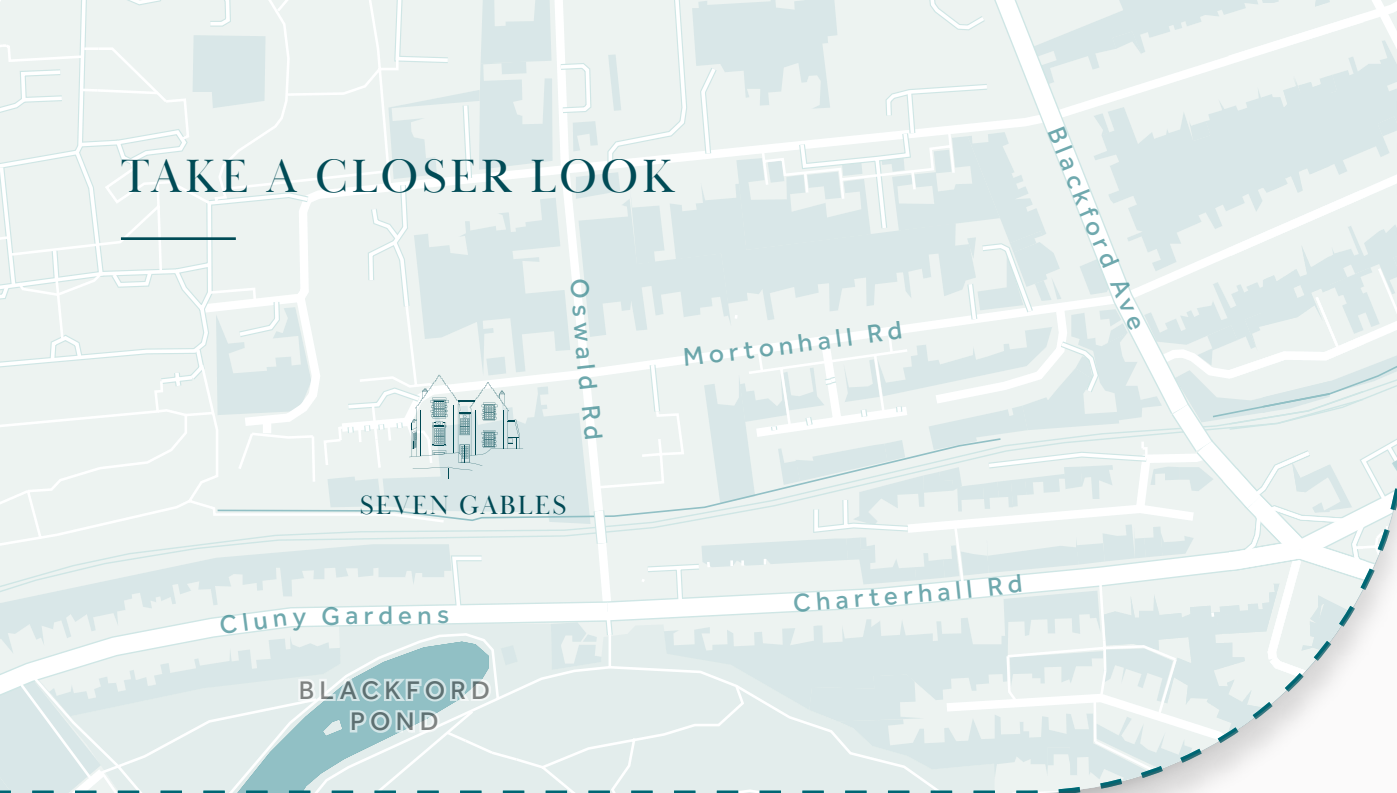 TAKE A CLOSER LOOK
Blackford Ave
Oswald Rd
Mortonhall Rd
SEVEN GABLES
Charterhall Rd
Cluny Gardens
BLACKFORD
POND